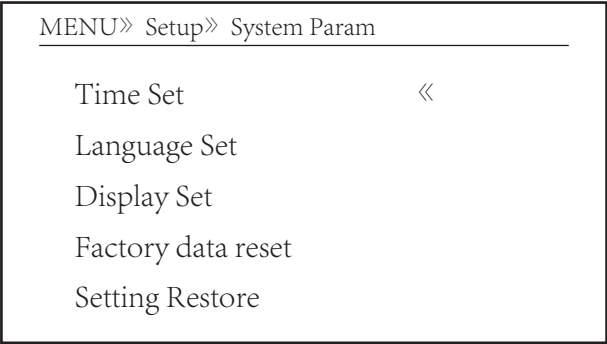 MENU» Setup» System Param
Time Set «
Language Set
Display Set
Factory data reset
Setting Restore